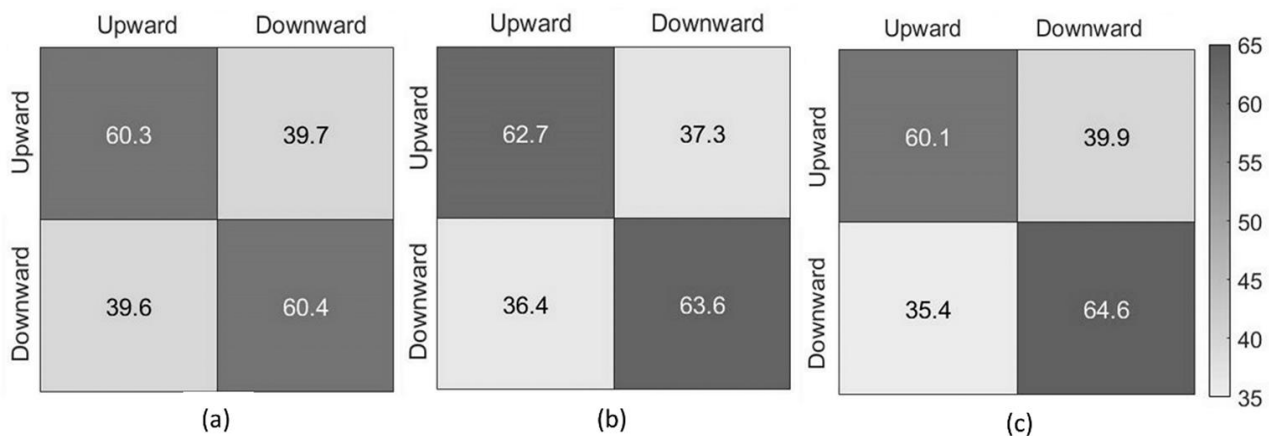 Upward Downward
Upward 60.3 39.7
Downward 39.6 60.4
(a)
Upward Downward
Upward 62.7 37.3
Downward 36.4 63.6
(b)
Upward Downward
Upward 60.1 39.9
Downward 35.4 64.6
(c)
65
60
55
50
45
40
35